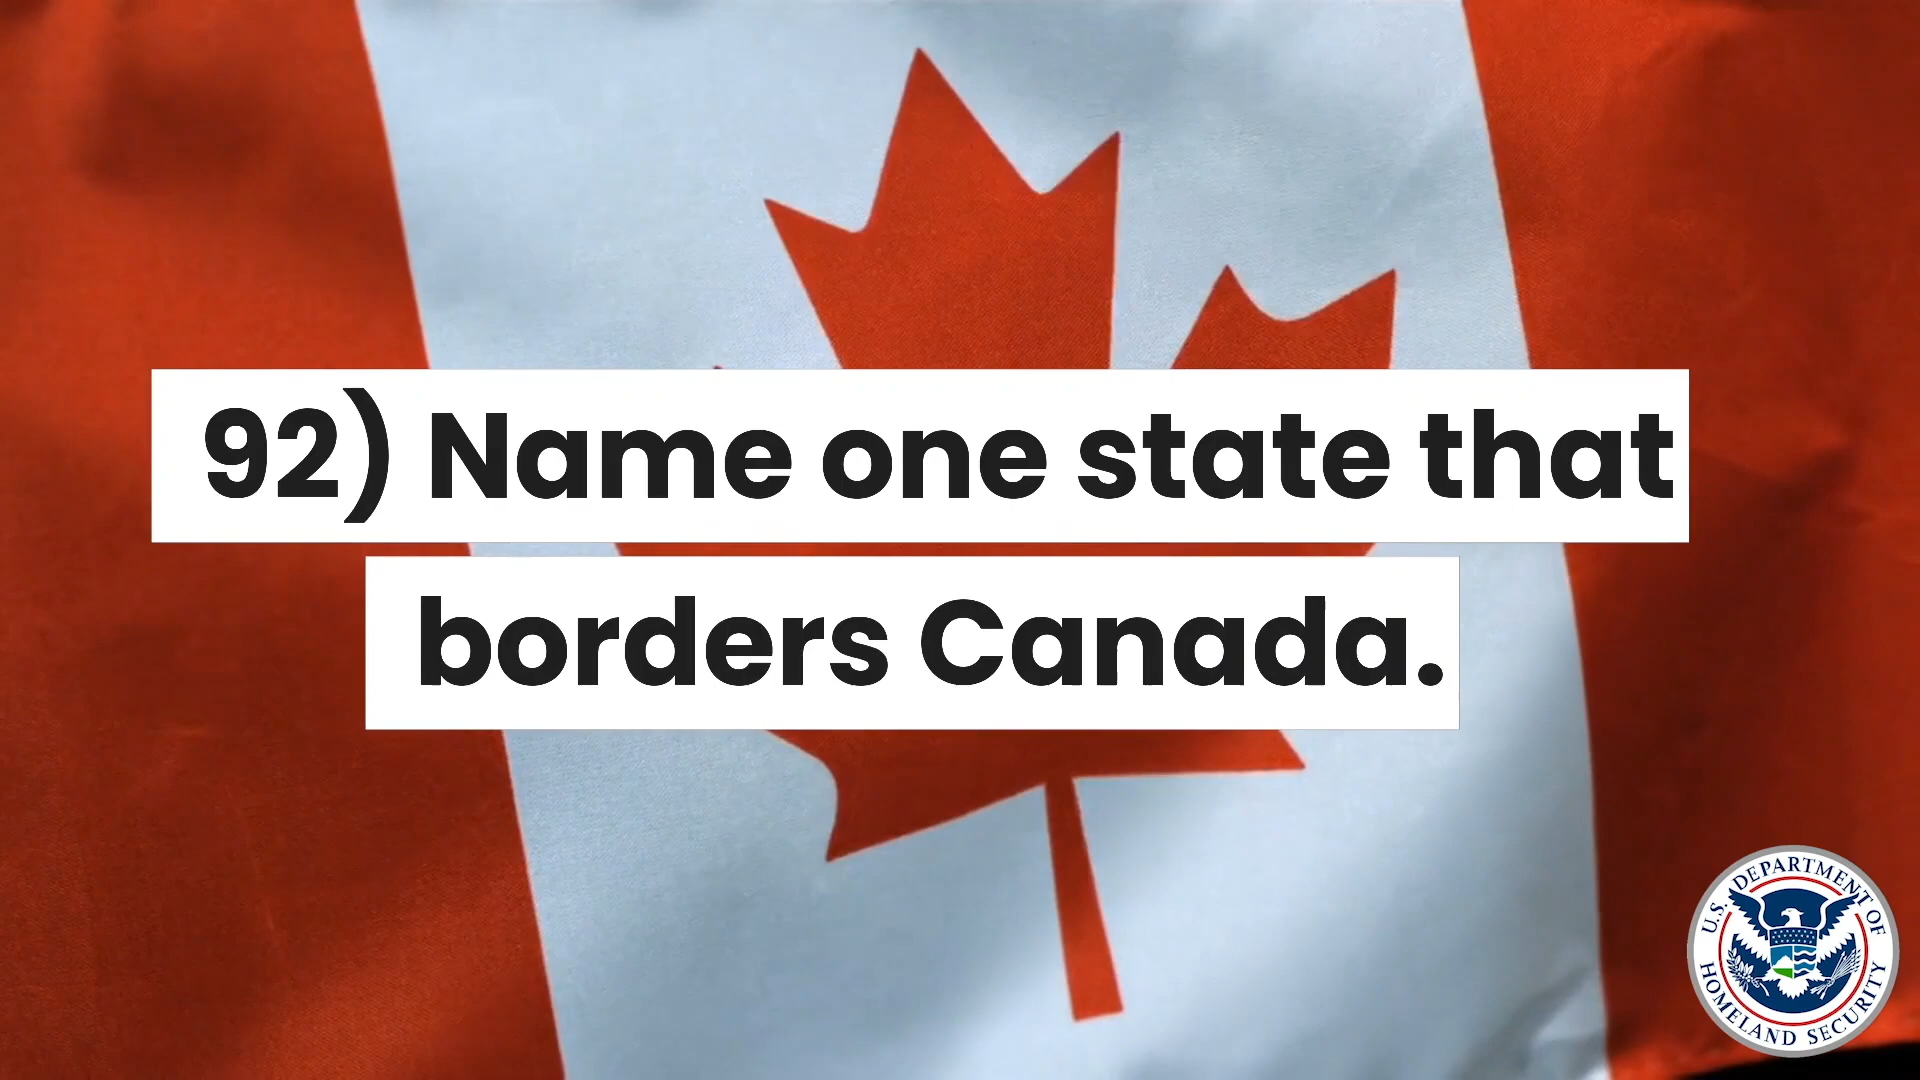 92) Name one state that
borders Canada.
U.S. DEPARTMENT OF
HOMELAND SECURITY